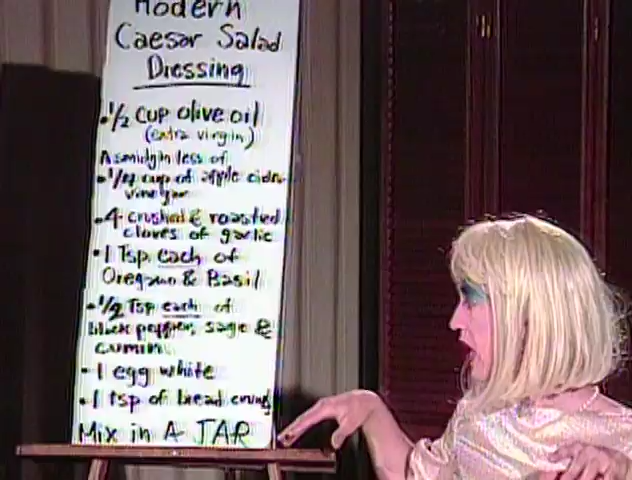 Modern
Caesar Salad
Dressing
• 1/2 cup olive oil
(extra virgin)
A smidgin less of
• 1/4 cup of apple cider
vinegar
• 4 crushed & roasted
cloves of garlic
• 1 Tsp each of
Oregano & Basil
• 1/2 Tsp each of
black pepper, sage &
cumin
• 1 egg white
• 1 tsp of bread crumbs
Mix in A JAR